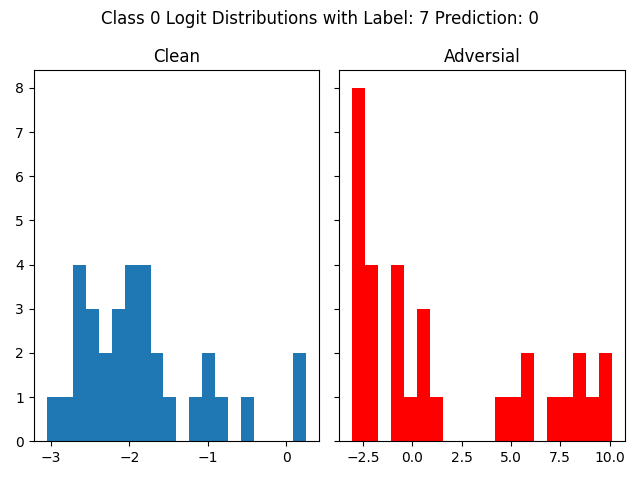 Class 0 Logit Distributions with Label: 7 Prediction: 0
Clean
Adversial
8
7
6
5
4
3
2
1
0
−3 −2 −1 0
−2.5 0.0 2.5 5.0 7.5 10.0